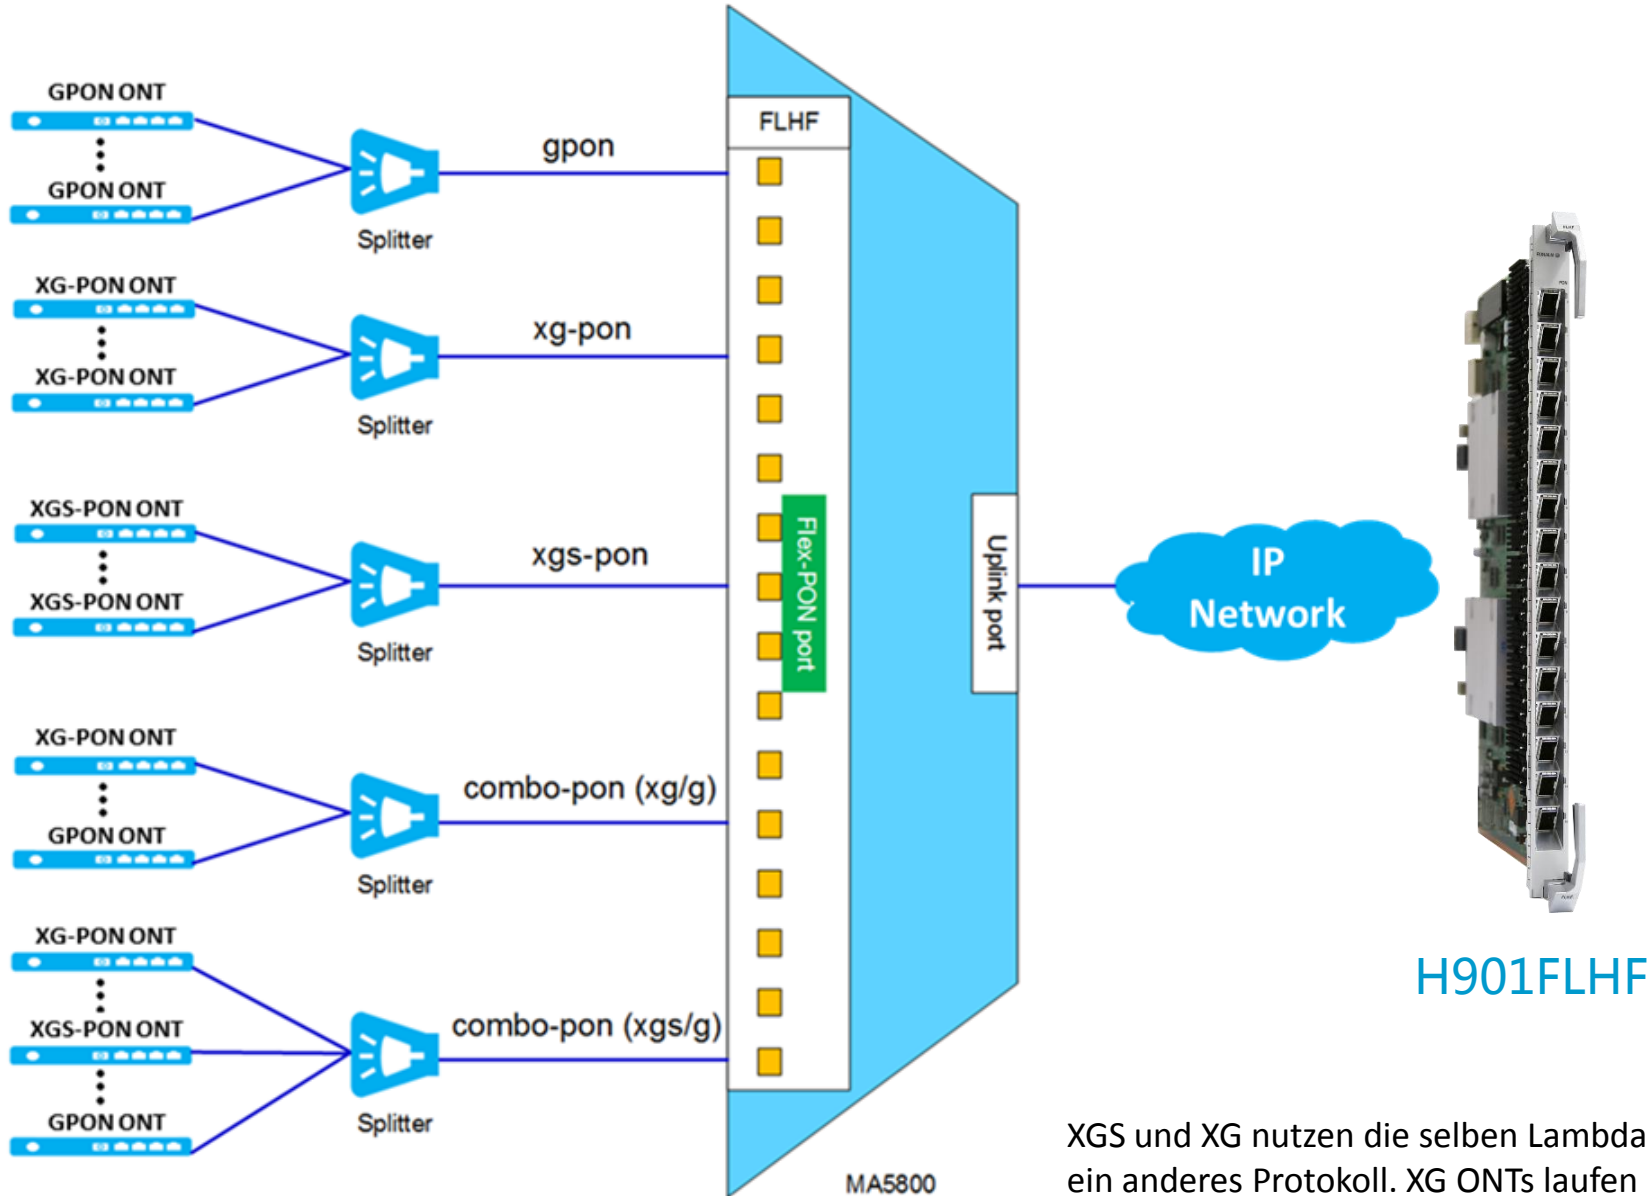 GPON ONT
GPON ONT
Splitter
gpon
XG-PON ONT
XG-PON ONT
Splitter
xg-pon
XGS-PON ONT
XGS-PON ONT
Splitter
xgs-pon
XG-PON ONT
GPON ONT
Splitter
combo-pon (xg/g)
XG-PON ONT
XGS-PON ONT
GPON ONT
Splitter
combo-pon (xgs/g)
FLHF
Flex-PON port
Uplink port
MA5800
IP
Network
H901FLHF
XGS und XG nutzen die selben Lambda
ein anderes Protokoll. XG ONTs laufen